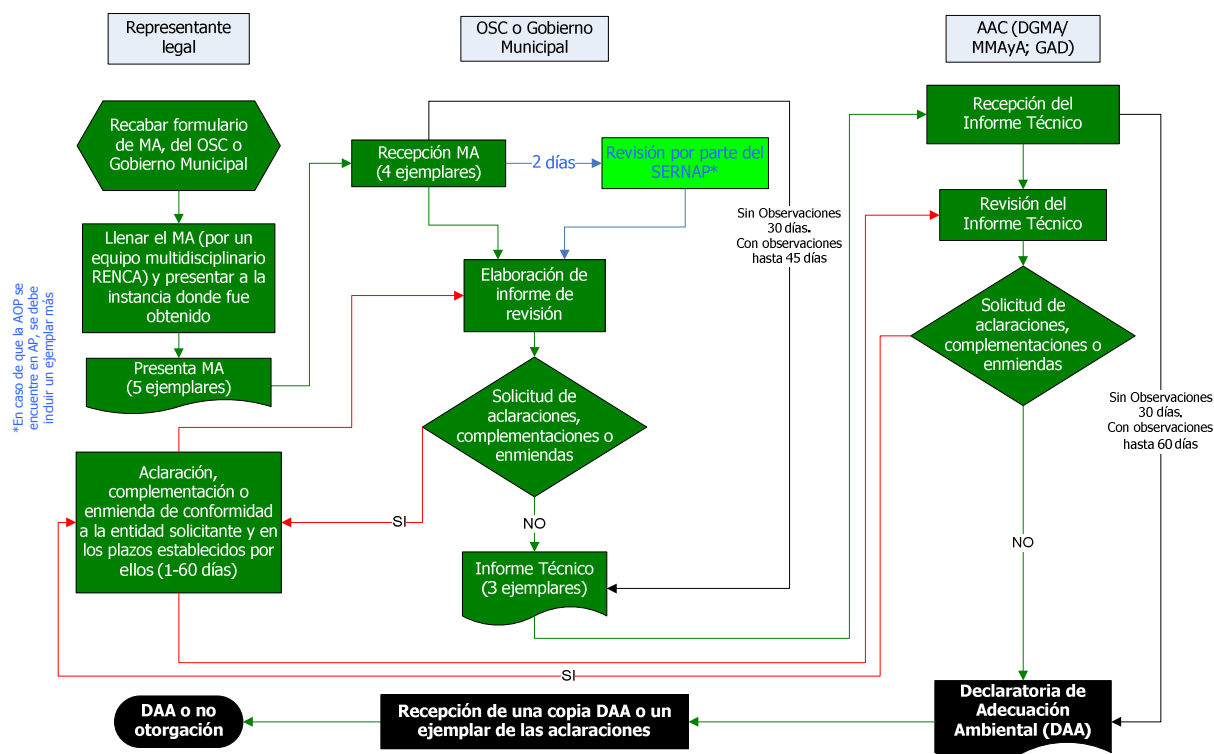 Representante
legal
OSC o Gobierno
Municipal
AAC (DGMA/
MMAyA; GAD)
Recabar formulario
de MA, del OSC o
Gobierno Municipal
Llenar el MA (por un
equipo multidisciplinario
RENCA) y presentar a la
instancia donde fue
obtenido
Presenta MA
(5 ejemplares)
*En caso de que la AOP se
encuentre en AP, se debe
incluir un ejemplar más
Aclaración,
complementación o
enmienda de conformidad
a la entidad solicitante y en
los plazos establecidos por
ellos (1-60 días)
Recepción MA
(4 ejemplares)
2 días
Revisión por parte del
SERNAP*
Sin Observaciones
30 días.
Con observaciones
hasta 45 días
Elaboración de
informe de
revisión
Solicitud de
aclaraciones,
complementaciones o
enmiendas
SI
NO
Informe Técnico
(3 ejemplares)
Recepción del
Informe Técnico
Revisión del
Informe Técnico
Solicitud de
aclaraciones,
complementaciones o
enmiendas
Sin Observaciones
30 días.
Con observaciones
hasta 60 días
NO
SI
Declaratoria de
Adecuación
Ambiental (DAA)
Recepción de una copia DAA o un
ejemplar de las aclaraciones
DAA o no
otorgación